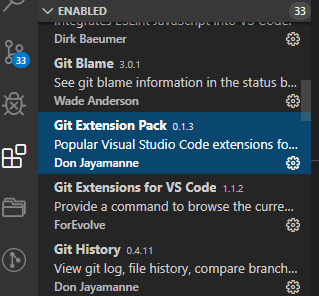 ENABLED 33
Integrates ESLint JavaScript into VS Code.
Dirk Baeumer
33
Git Blame 3.0.1
See git blame information in the status b...
Wade Anderson
Git Extension Pack 0.1.3
Popular Visual Studio Code extensions fo...
Don Jayamanne
Git Extensions for VS Code 1.1.2
Provide a command to browse the curre...
ForEvolve
Git History 0.4.11
View git log, file history, compare branch...
Don Jayamanne